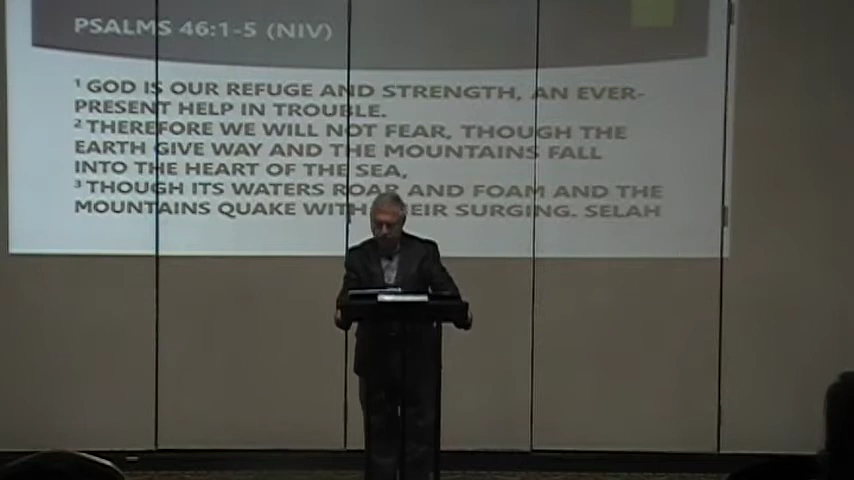 PSALMS 46:1-5 (NIV)
1 GOD IS OUR REFUGE AND STRENGTH, AN EVER-
PRESENT HELP IN TROUBLE.
2 THEREFORE WE WILL NOT FEAR, THOUGH THE
EARTH GIVE WAY AND THE MOUNTAINS FALL
INTO THE HEART OF THE SEA,
3 THOUGH ITS WATERS ROAR AND FOAM AND THE
MOUNTAINS QUAKE WITH THEIR SURGING. SELAH